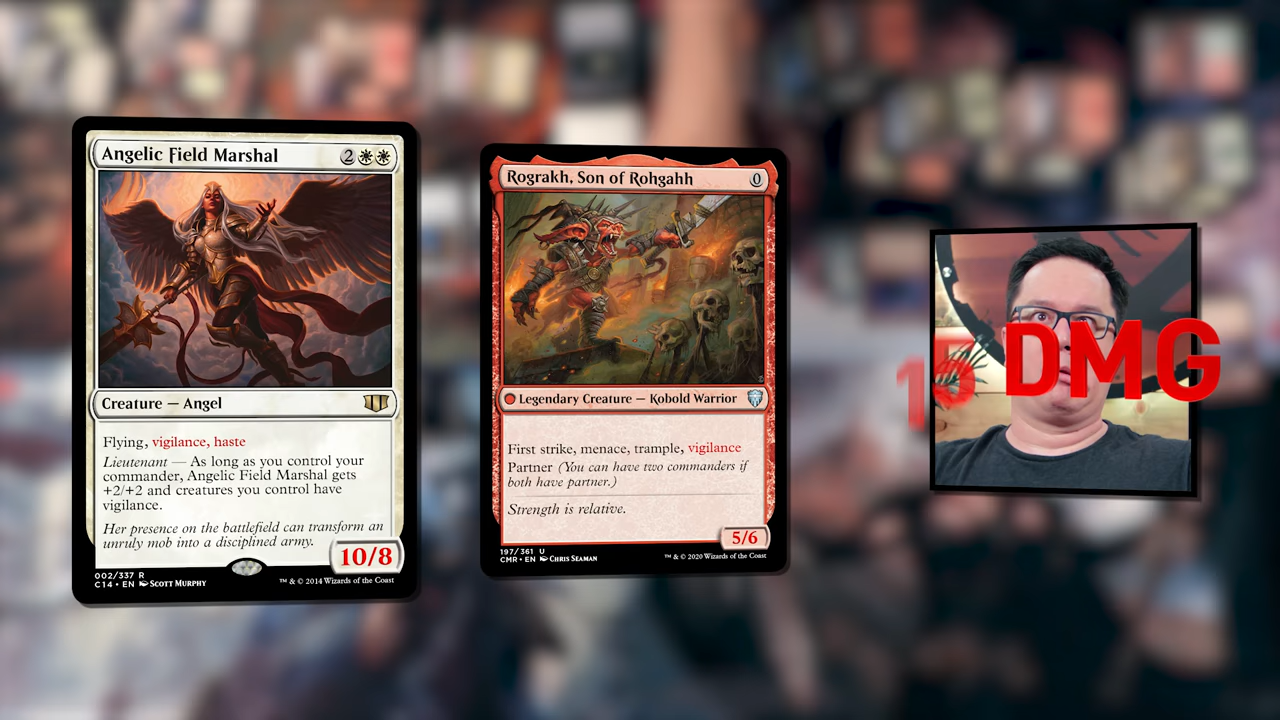 Angelic Field Marshal 2
Creature — Angel
Flying, vigilance, haste
Lieutenant — As long as you control your
commander, Angelic Field Marshal gets
+2/+2 and creatures you control have
vigilance.
Her presence on the battlefield can transform an
unruly mob into a disciplined army.
10/8
002/337 R
C14 • EN Scott Murphy
™ & © 2014 Wizards of the Coast
Rograkh, Son of Rohgahh 0
Legendary Creature — Kobold Warrior
First strike, menace, trample, vigilance
Partner (You can have two commanders if
both have partner.)
Strength is relative.
5/6
197/361 U
CMR • EN Chris Seaman
™ & © 2020 Wizards of the Coast
DMG